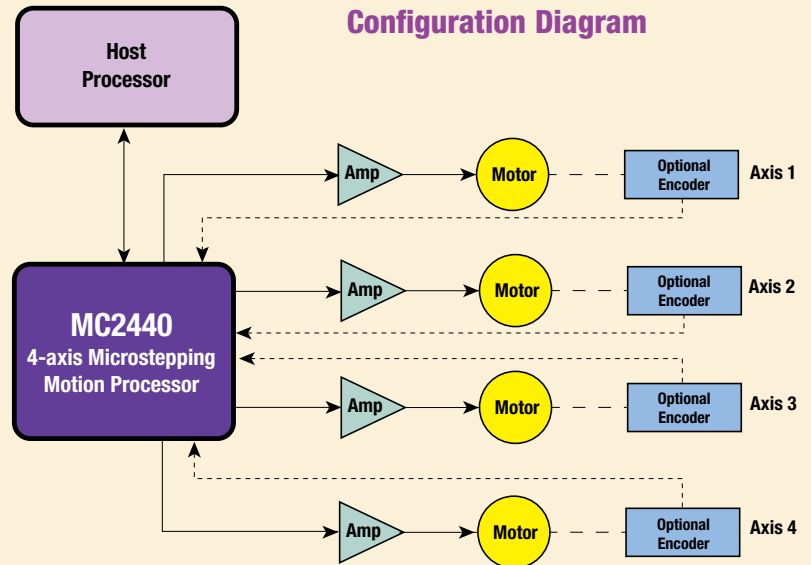 Configuration Diagram
Host
Processor
Amp
Motor
Optional
Encoder
Axis 1
Amp
Motor
Optional
Encoder
Axis 2
MC2440
4-axis Microstepping
Motion Processor
Amp
Motor
Optional
Encoder
Axis 3
Amp
Motor
Optional
Encoder
Axis 4